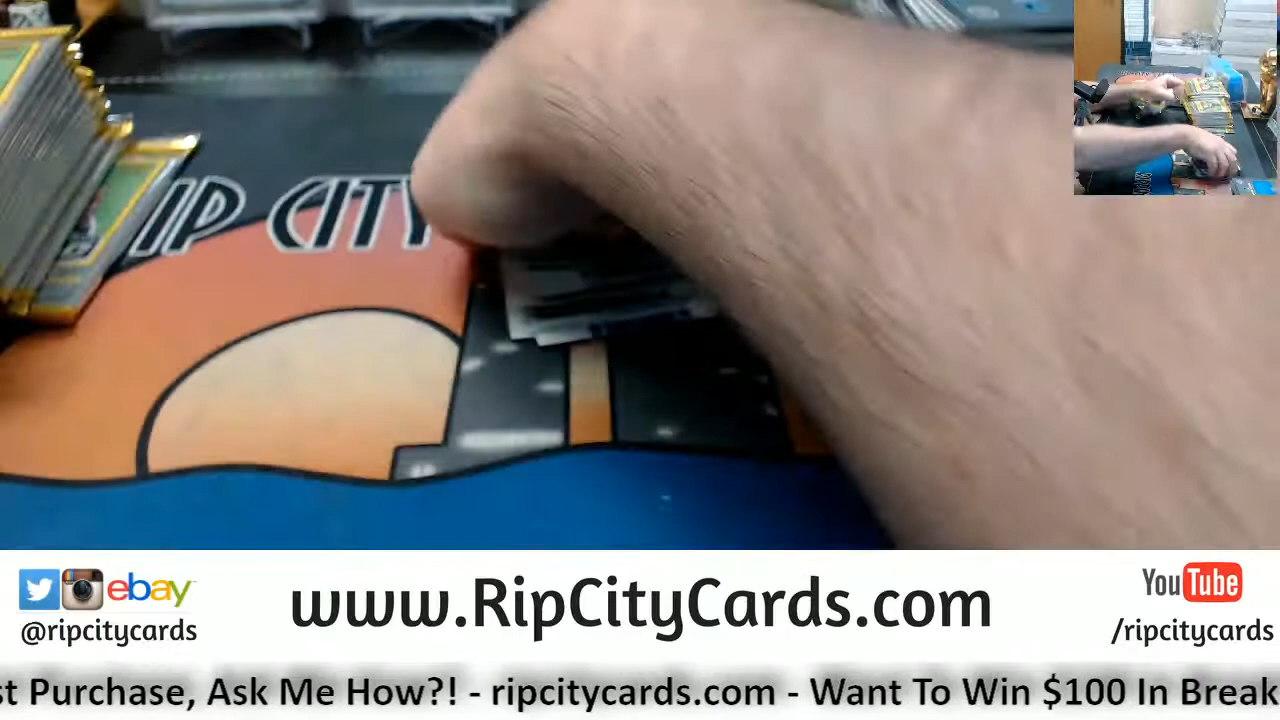 IP CITY
ebay
@ripcitycards
www.RipCityCards.com
YouTube
/ripcitycards
st Purchase, Ask Me How?! - ripcitycards.com - Want To Win $100 In Break